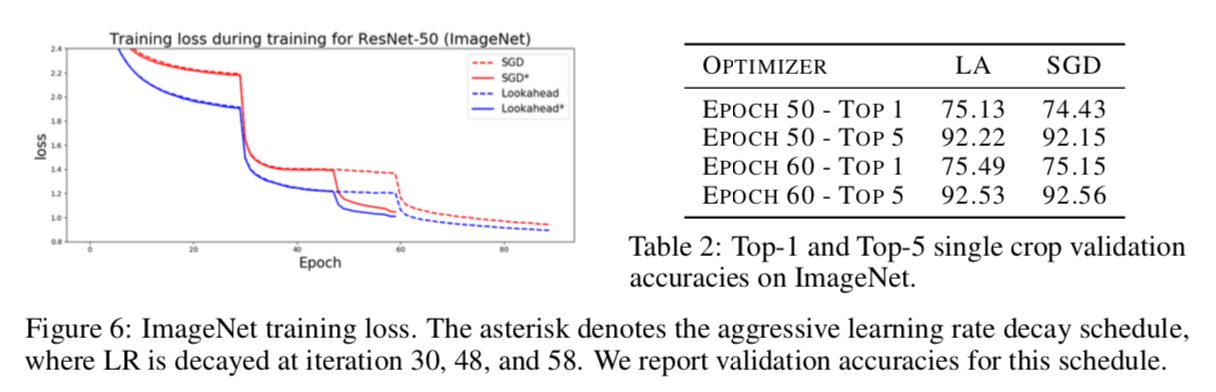 Training loss during training for ResNet-50 (ImageNet)
2.4
2.2
2.0
1.8
1.6
1.4
1.2
1.0
0.8
loss
0 20 40 60 80
Epoch
SGD
SGD*
Lookahead
Lookahead*
OPTIMIZER LA SGD
EPOCH 50 - TOP 1 75.13 74.43
EPOCH 50 - TOP 5 92.22 92.15
EPOCH 60 - TOP 1 75.49 75.15
EPOCH 60 - TOP 5 92.53 92.56
Table 2: Top-1 and Top-5 single crop validation
accuracies on ImageNet.
Figure 6: ImageNet training loss. The asterisk denotes the aggressive learning rate decay schedule,
where LR is decayed at iteration 30, 48, and 58. We report validation accuracies for this schedule.